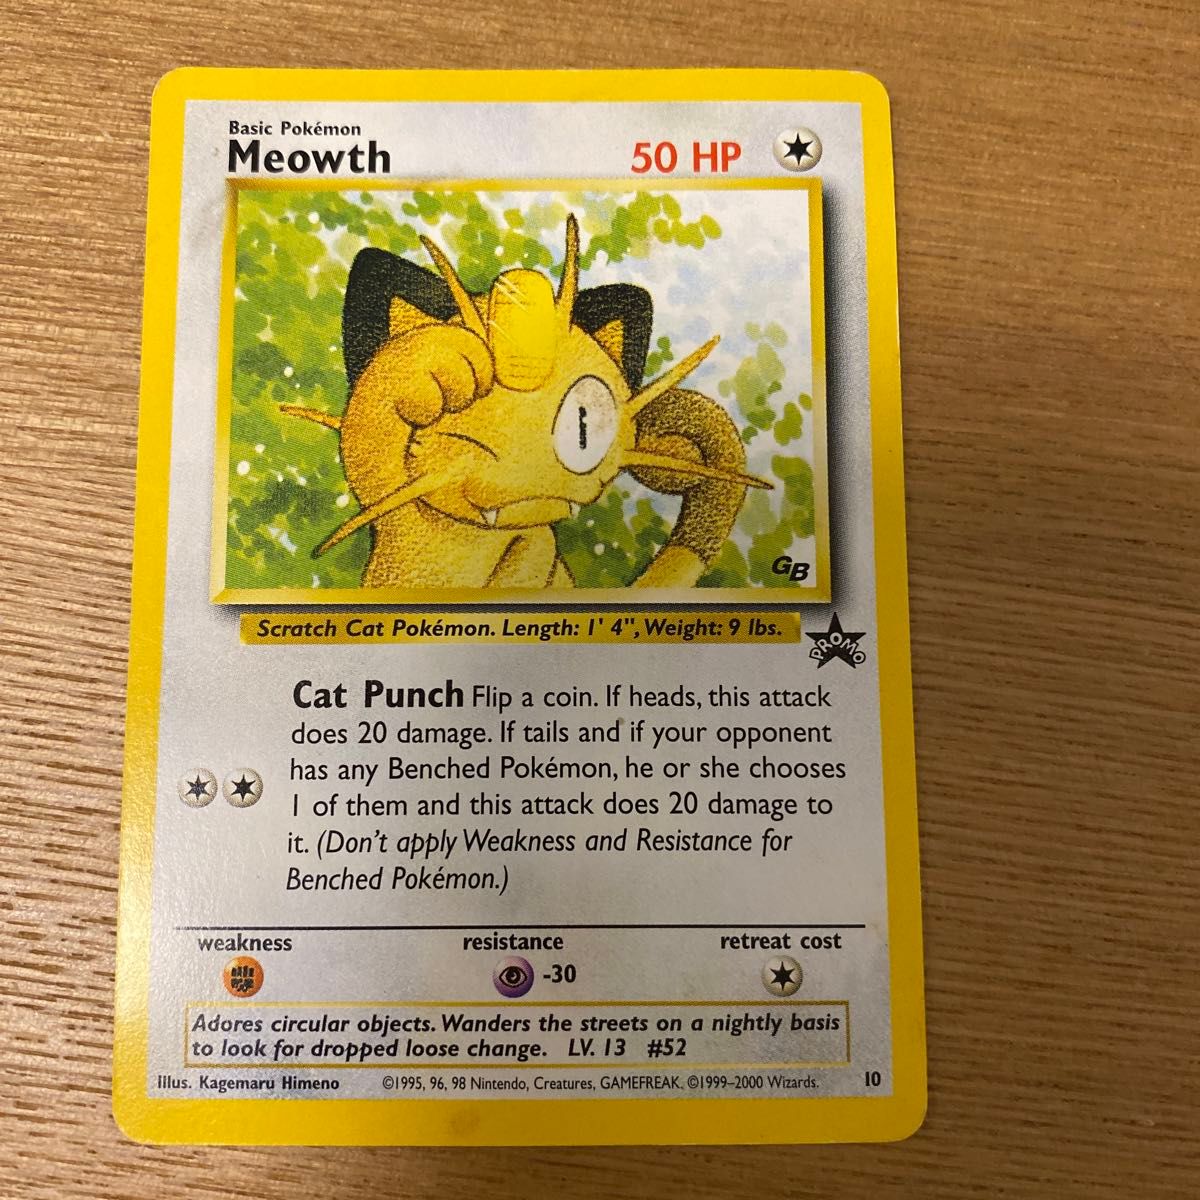 Basic Pokémon
Meowth
50 HP
GB
Scratch Cat Pokémon. Length: 1' 4", Weight: 9 lbs.
PROMO
Cat Punch Flip a coin. If heads, this attack
does 20 damage. If tails and if your opponent
has any Benched Pokémon, he or she chooses
1 of them and this attack does 20 damage to
it. (Don't apply Weakness and Resistance for
Benched Pokémon.)
weakness
resistance
-30
retreat cost
Adores circular objects. Wanders the streets on a nightly basis
to look for dropped loose change. LV. 13 #52
Illus. Kagemaru Himeno
©1995, 96, 98 Nintendo, Creatures, GAMEFREAK. ©1999–2000 Wizards.
10